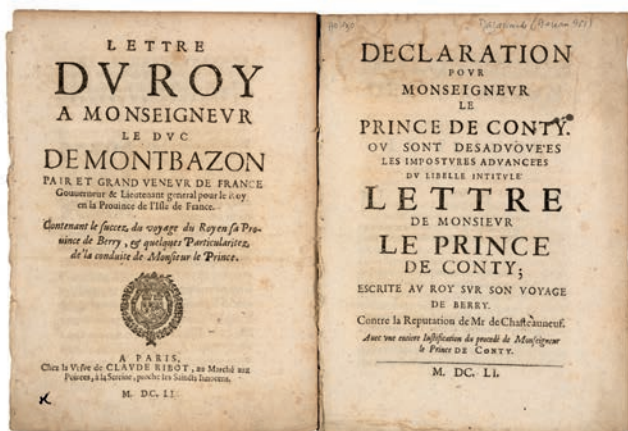 LETTRE
DV ROY
A MONSEIGNEVR
LE DVC
DE MONTBAZON
PAIR ET GRAND VENEVR DE FRANCE
Gouuerneur & Lieutenant general pour le Roy
en la Prouince de l'Isle de France.
Contenant le succez, du voyage du Roy en sa Pro-
uince de Berry, & quelques Particularitez,
de la conduite de Monsieur le Prince.
A PARIS,
Chez la Vefve de CLAVDE RIBOT, au Marché aux
Poirees, à la Serpine, proche les Saincts Innocens.
M. DC. LI.
DECLARATION
POVR
MONSEIGNEVR
LE
PRINCE DE CONTY.
OV SONT DESADVOVEES
LES IMPOSTVRES ADVANCEES
DV LIBELLE INTITVLÉ
LETTRE
DE MONSIEVR
LE PRINCE
DE CONTY;
ESCRITE AV ROY SVR SON VOYAGE
DE BERRY.
Contre la Reputation de Mr de Chasteauneuf.
Auec vne entiere Iustification du procedé de Monseigneur
le Prince DE CONTY.
M. DC. LI.